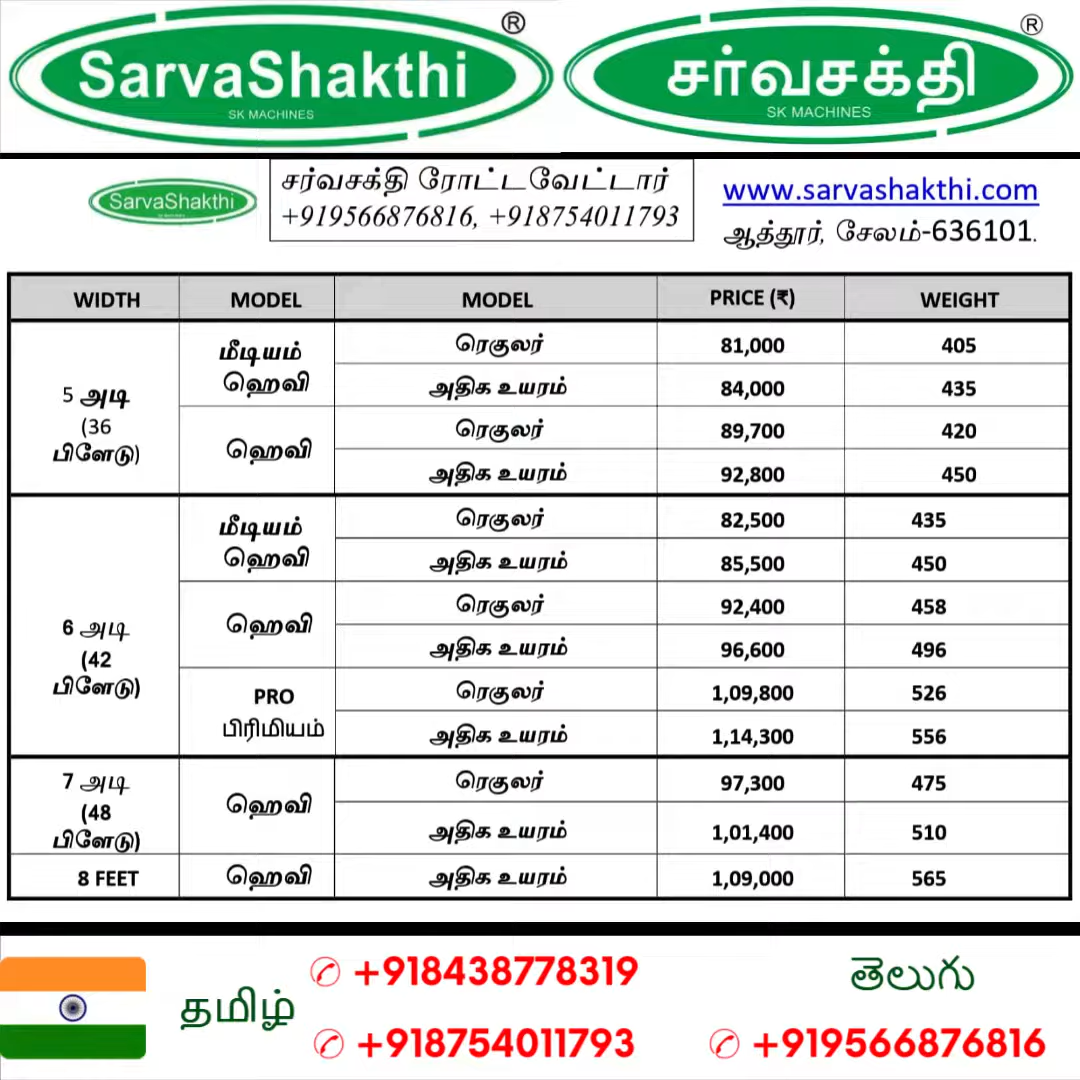 SarvaShakthi ®
SK MACHINES
சர்வசக்தி ®
SK MACHINES
SarvaShakthi
சர்வசக்தி ரோட்டவேட்டார்
+919566876816, +918754011793
www.sarvashakthi.com
ஆத்தூர், சேலம்-636101.
WIDTH MODEL MODEL PRICE (₹) WEIGHT
5 அடி
(36
பிளேடு)
மீடியம்
ஹெவி
ரெகுலர் 81,000 405
அதிக உயரம் 84,000 435
ஹெவி
ரெகுலர் 89,700 420
அதிக உயரம் 92,800 450
6 அடி
(42
பிளேடு)
மீடியம்
ஹெவி
ரெகுலர் 82,500 435
அதிக உயரம் 85,500 450
ஹெவி
ரெகுலர் 92,400 458
அதிக உயரம் 96,600 496
PRO
பிரிமியம்
ரெகுலர் 1,09,800 526
அதிக உயரம் 1,14,300 556
7 அடி
(48
பிளேடு)
ஹெவி
ரெகுலர் 97,300 475
அதிக உயரம் 1,01,400 510
8 FEET ஹெவி அதிக உயரம் 1,09,000 565
தமிழ்
+918438778319
+918754011793
తెలుగు
+919566876816